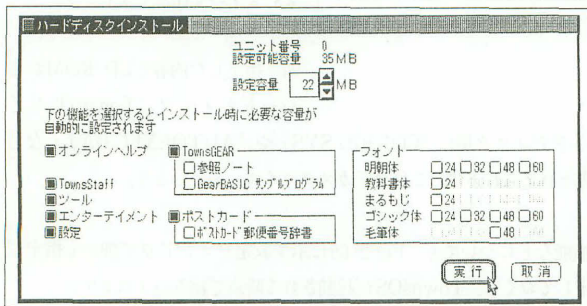 ハードディスクインストール
ユニット番号 0
設定可能容量 35MB
設定容量 22 MB
下の機能を選択するとインストール時に必要な容量が
自動的に設定されます
オンラインヘルプ
TownsStaff
ツール
エンターテイメント
設定
TownsGEAR
参照ノート
GearBASIC サンプルプログラム
ポストカード
ポストカード郵便番号辞書
フォント
明朝体 24 32 48 60
教科書体 24
まるもじ 24
ゴシック体 24 32 48 60
毛筆体 48
実行 取消